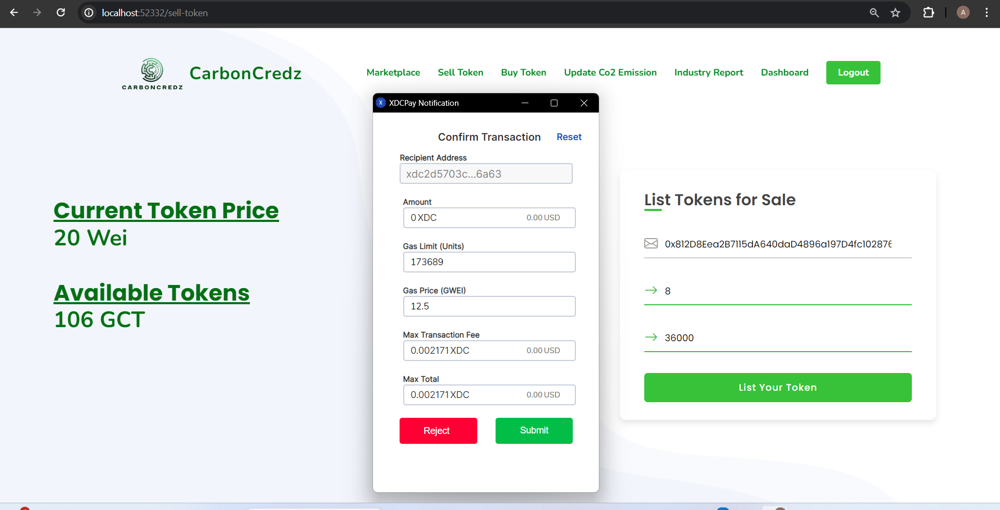 localhost:52332/sell-token
A
CARBONCREDZ
CarbonCredz
Marketplace
Sell Token
Buy Token
Update Co2 Emission
Industry Report
Dashboard
Logout
X
XDCPay Notification
Confirm Transaction
Reset
Recipient Address
xdc2d5703c...6a63
Amount
0 XDC
0.00 USD
Gas Limit (Units)
173689
Gas Price (GWEI)
12.5
Max Transaction Fee
0.002171 XDC
0.00 USD
Max Total
0.002171 XDC
0.00 USD
Reject
Submit
Current Token Price
20 Wei
Available Tokens
106 GCT
List Tokens for Sale
0x812D8Eea2B7115dA640daD4896a197D4fc102876
8
36000
List Your Token